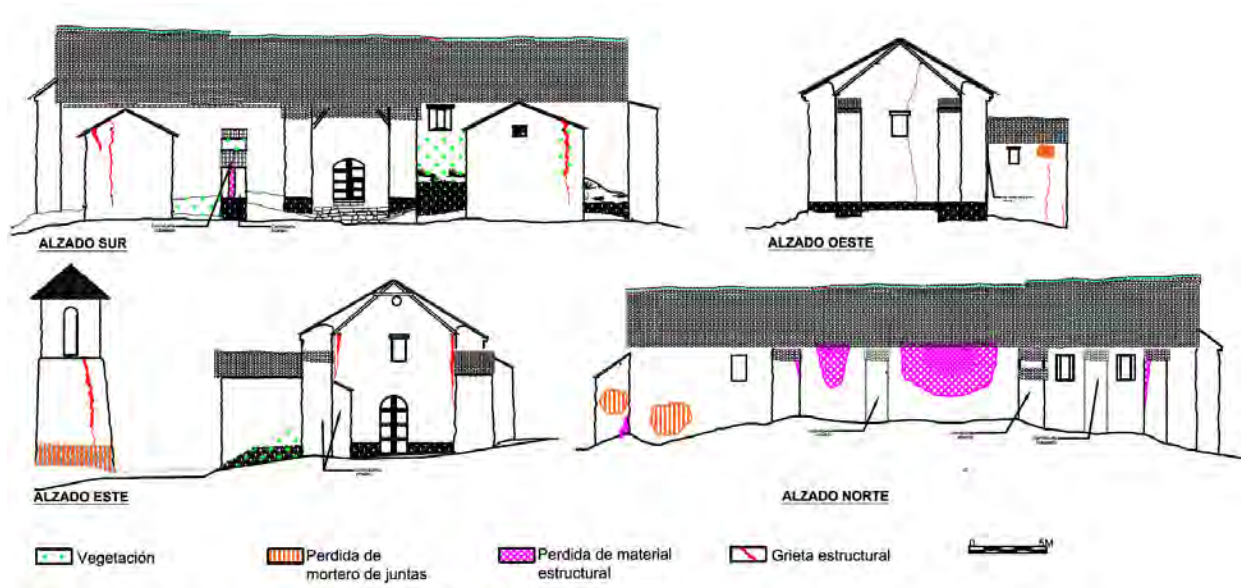 ALZADO SUR
ALZADO OESTE
ALZADO ESTE
ALZADO NORTE
Vegetación
Perdida de
mortero de juntas
Perdida de material
estructural
Grieta estructural
0 5M